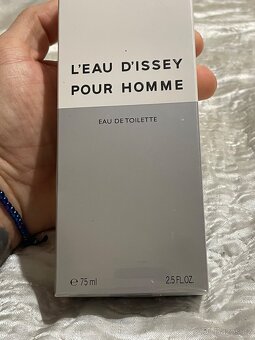 L'EAU D'ISSEY
POUR HOMME
EAU DE TOILETTE
℮ 75 ml 2.5 FL.OZ.